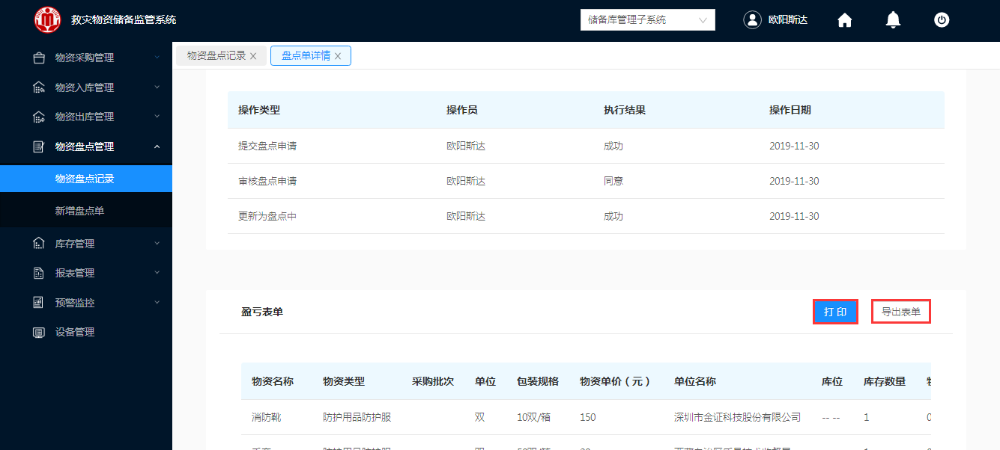 救灾物资储备监管系统
储备库管理子系统
欧阳斯达
物资采购管理
物资入库管理
物资出库管理
物资盘点管理
物资盘点记录
新增盘点单
库存管理
报表管理
预警监控
设备管理
物资盘点记录 X 盘点单详情 X
操作类型 操作员 执行结果 操作日期
提交盘点申请 欧阳斯达 成功 2019-11-30
审核盘点申请 欧阳斯达 同意 2019-11-30
更新为盘点中 欧阳斯达 成功 2019-11-30
盈亏表单 打 印 导出表单
物资名称 物资类型 采购批次 单位 包装规格 物资单价（元） 单位名称 库位 库存数量
消防靴 防护用品防护服 双 10双/箱 150 深圳市金证科技股份有限公司 -- -- 1 0